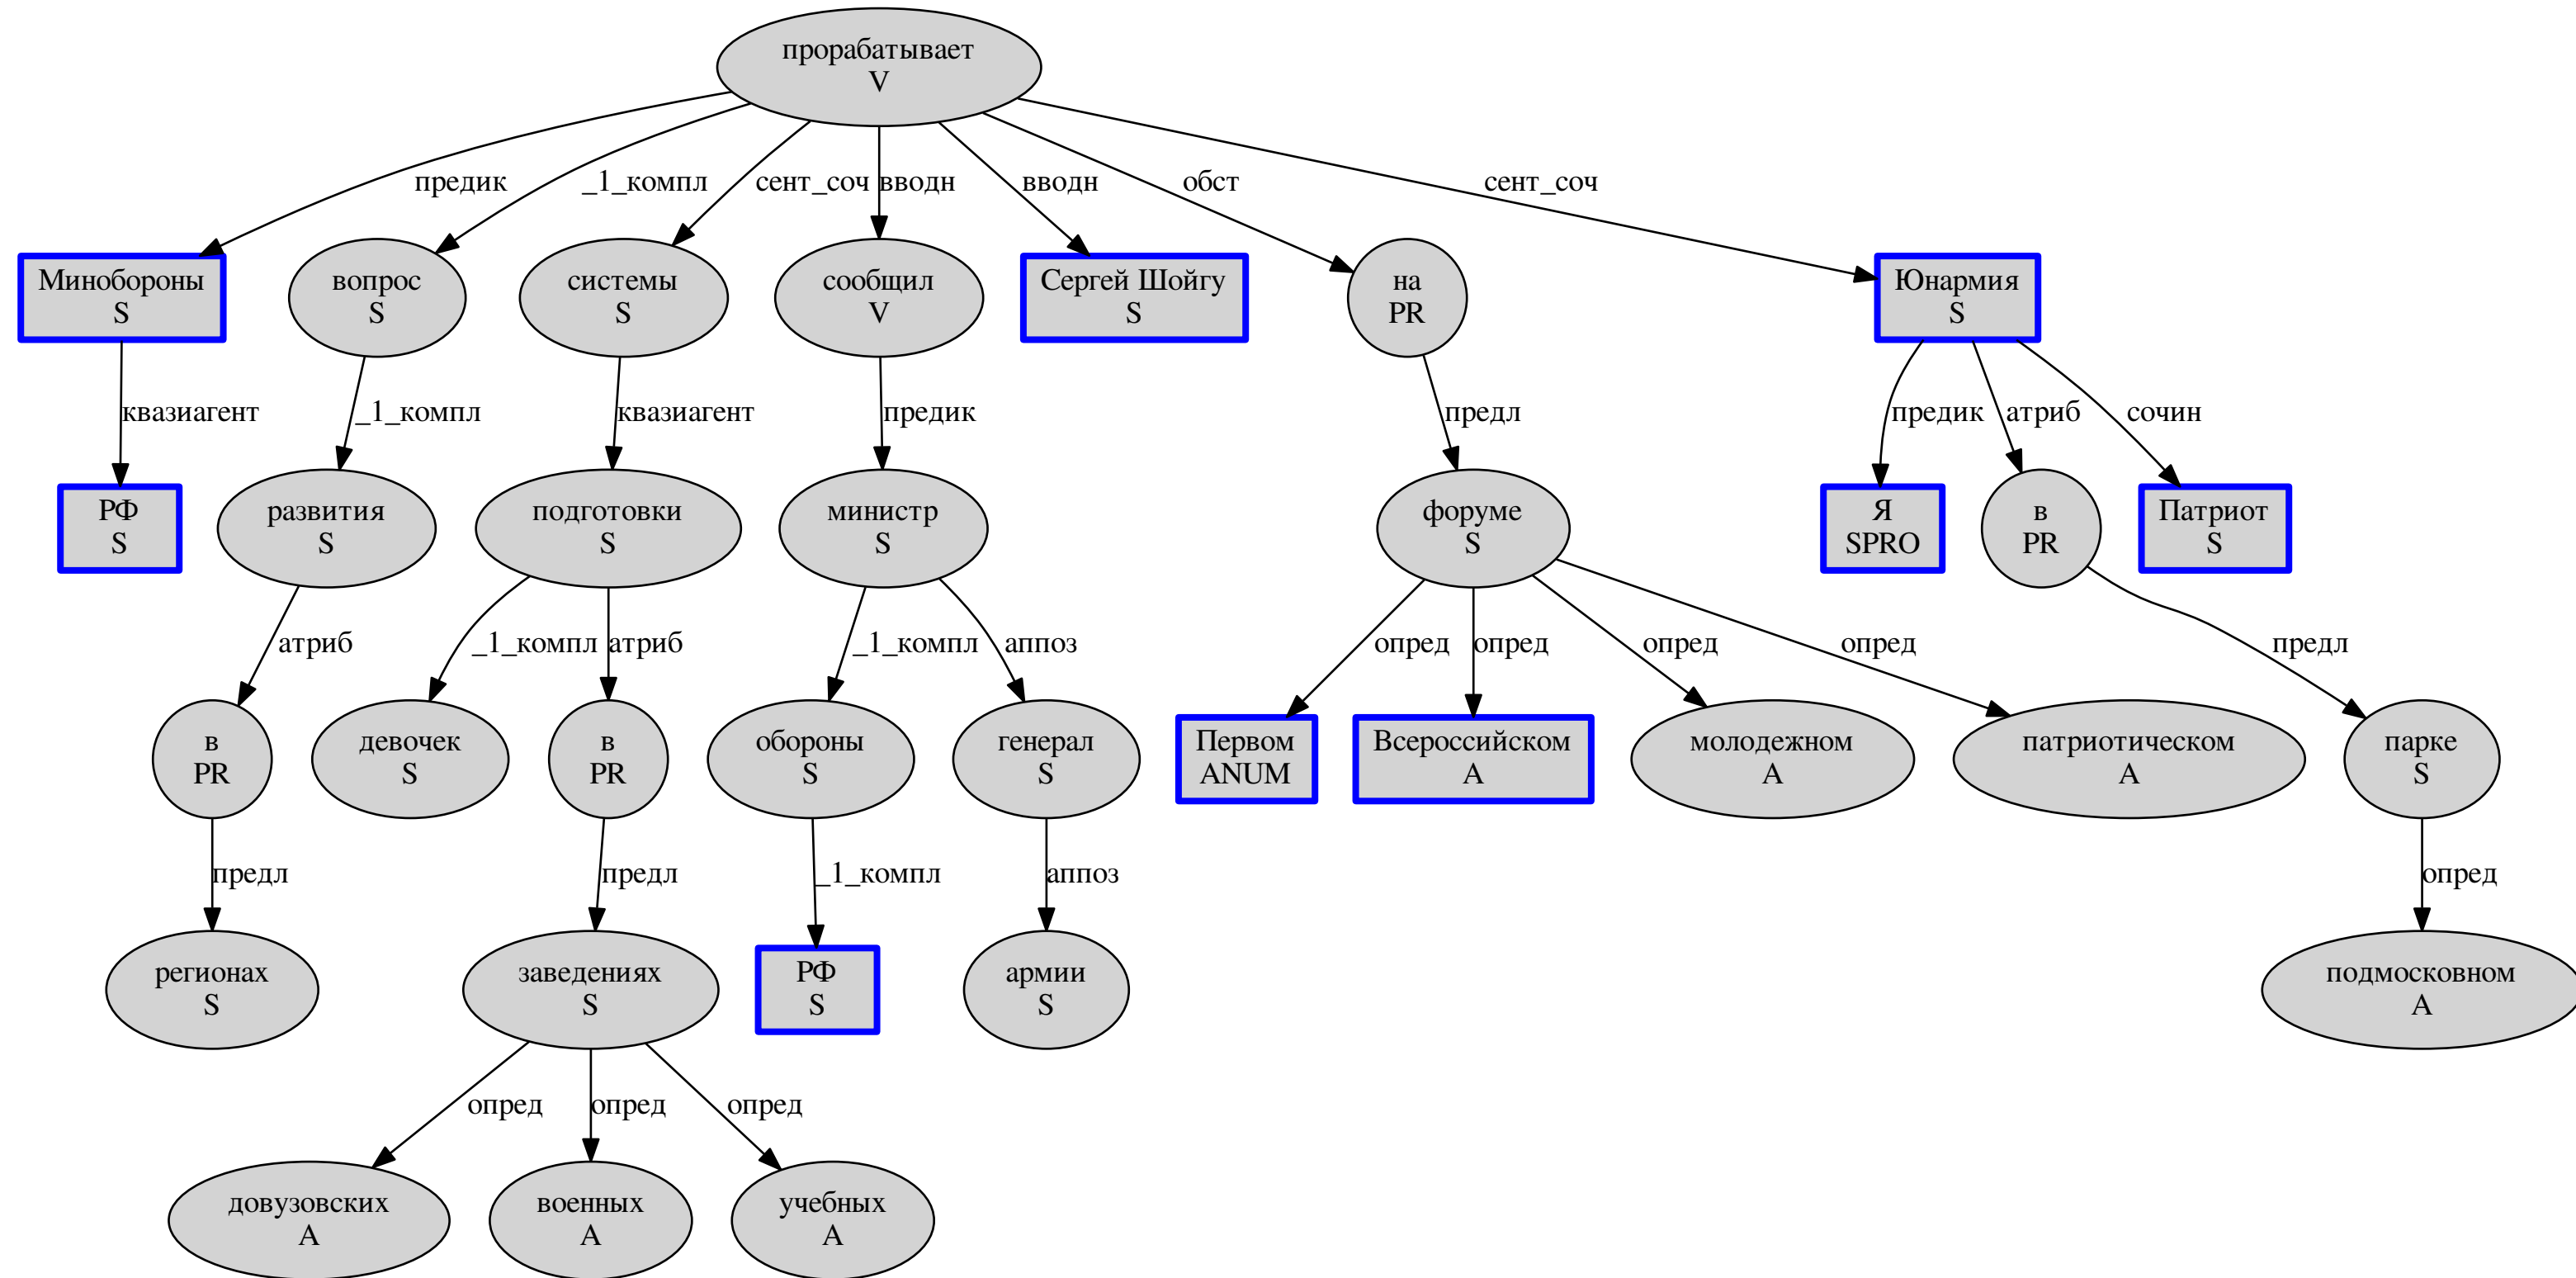 прорабатывает
V
предик
_1_компл
сент_соч
вводн
вводн
обст
сент_соч
Минобороны
S
вопрос
S
системы
S
сообщил
V
Сергей Шойгу
S
на
PR
Юнармия
S
квазиагент
_1_компл
квазиагент
предик
предл
предик
атриб
сочин
РФ
S
развития
S
подготовки
S
министр
S
форуме
S
Я
SPRO
в
PR
Патриот
S
атриб
_1_компл
атриб
_1_компл
аппоз
опред
опред
опред
опред
предл
в
PR
девочек
S
в
PR
обороны
S
генерал
S
Первом
ANUM
Всероссийском
A
молодежном
A
патриотическом
A
парке
S
предл
предл
_1_компл
аппоз
опред
регионах
S
заведениях
S
РФ
S
армии
S
подмосковном
A
опред
опред
опред
довузовских
A
военных
A
учебных
A